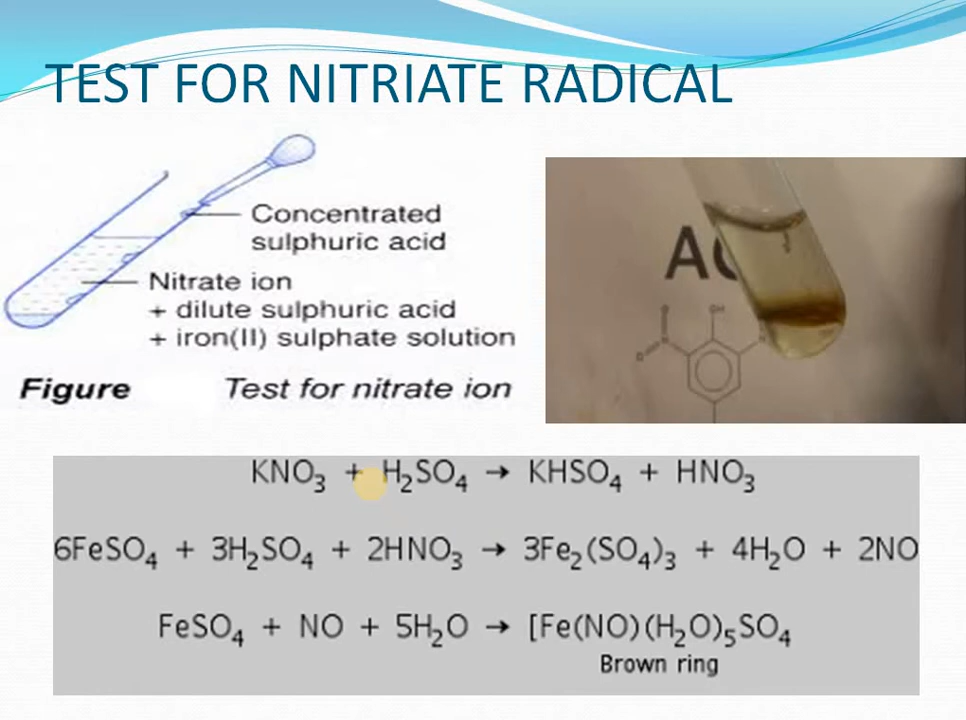 TEST FOR NITRIATE RADICAL
Concentrated
sulphuric acid
Nitrate ion
+ dilute sulphuric acid
+ iron(II) sulphate solution
Figure Test for nitrate ion
A
OH
KNO₃ + H₂SO₄ → KHSO₄ + HNO₃
6FeSO₄ + 3H₂SO₄ + 2HNO₃ → 3Fe₂(SO₄)₃ + 4H₂O + 2NO
FeSO₄ + NO + 5H₂O → [Fe(NO)(H₂O)₅SO₄
Brown ring